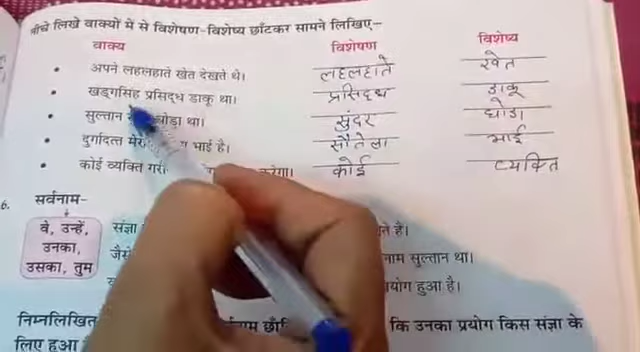 नीचे लिखे वाक्यों में से विशेषण-विशेष्य छाँटकर सामने लिखिए-
वाक्य विशेषण विशेष्य
• अपने लहलहाते खेत देखते थे। लहलहाते खेत
• खड्गसिंह प्रसिद्ध डाकू था। प्रसिद्ध डाकू
• सुल्तान घोड़ा था। सुंदर घोडा
• दुर्गादत्त भाई है। सौतेला भाई
• कोई व्यक्ति करेगा। कोई व्यक्ति
6. सर्वनाम-
वे, उन्हें, संज्ञा हैं।
उनका, जैसे नाम सुल्तान था।
उसका, तुम प्रयोग हुआ है।
निम्नलिखित कि उनका प्रयोग किस संज्ञा के
लिए हुआ